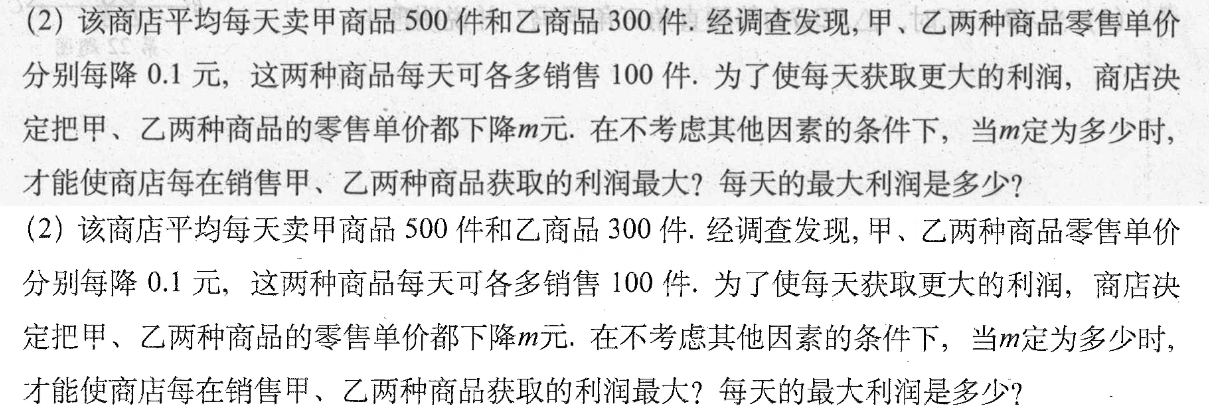 (2) 该商店平均每天卖甲商品 500 件和乙商品 300 件. 经调查发现, 甲、乙两种商品零售单价
分别每降 0.1 元, 这两种商品每天可各多销售 100 件. 为了使每天获取更大的利润, 商店决
定把甲、乙两种商品的零售单价都下降m元. 在不考虑其他因素的条件下, 当m定为多少时,
才能使商店每在销售甲、乙两种商品获取的利润最大? 每天的最大利润是多少?
(2) 该商店平均每天卖甲商品 500 件和乙商品 300 件. 经调查发现, 甲、乙两种商品零售单价
分别每降 0.1 元, 这两种商品每天可各多销售 100 件. 为了使每天获取更大的利润, 商店决
定把甲、乙两种商品的零售单价都下降m元. 在不考虑其他因素的条件下, 当m定为多少时,
才能使商店每在销售甲、乙两种商品获取的利润最大? 每天的最大利润是多少?